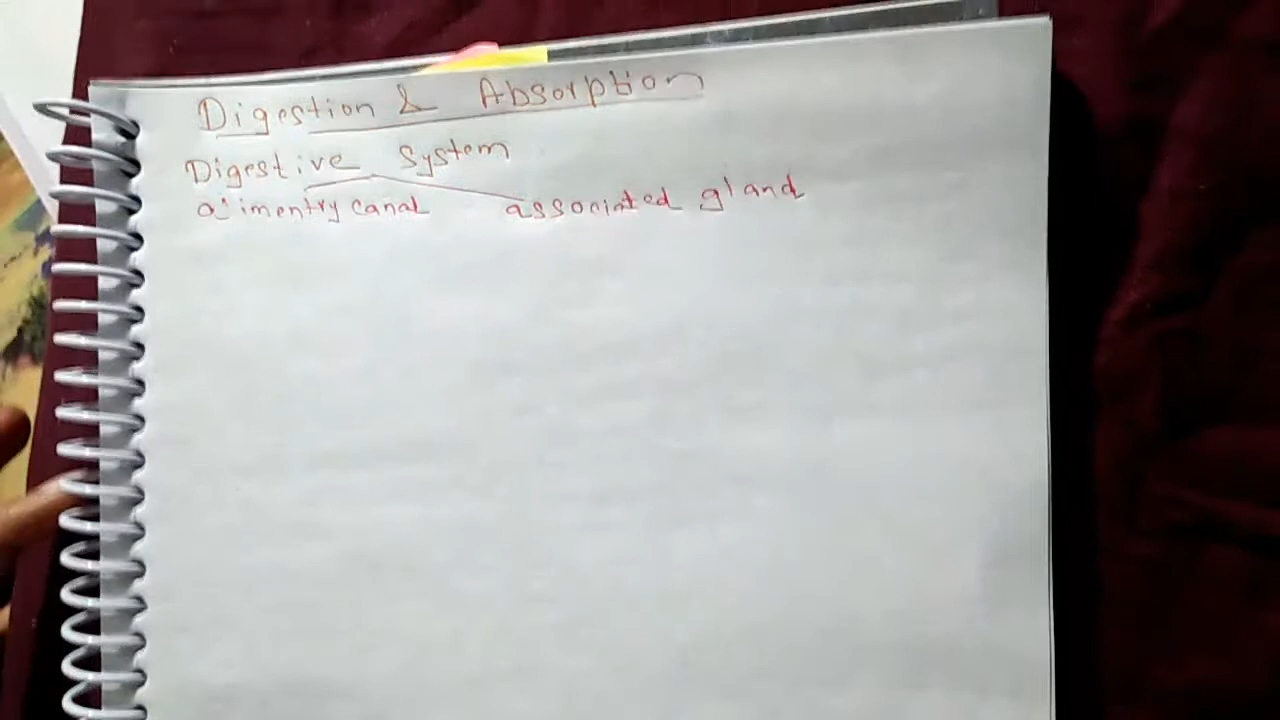 Digestion & Absorption
Digestive System
alimentry canal associated gland